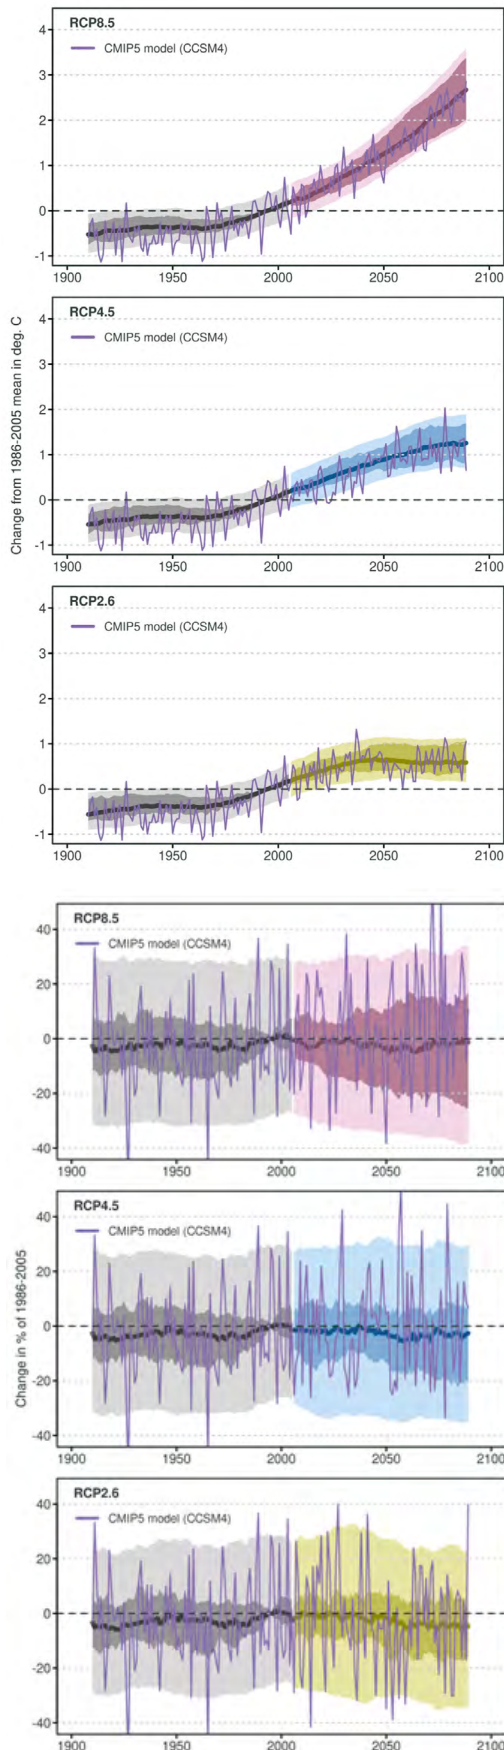 RCP8.5
CMIP5 model (CCSM4)
4
3
2
1
0
-1
1900 1950 2000 2050 2100
Change from 1986-2005 mean in deg. C
RCP4.5
CMIP5 model (CCSM4)
4
3
2
1
0
-1
1900 1950 2000 2050 2100
RCP2.6
CMIP5 model (CCSM4)
4
3
2
1
0
-1
1900 1950 2000 2050 2100
RCP8.5
CMIP5 model (CCSM4)
40
20
0
-20
-40
1900 1950 2000 2050 2100
Change in % of 1986-2005
RCP4.5
CMIP5 model (CCSM4)
40
20
0
-20
-40
1900 1950 2000 2050 2100
RCP2.6
CMIP5 model (CCSM4)
40
20
0
-20
-40
1900 1950 2000 2050 2100